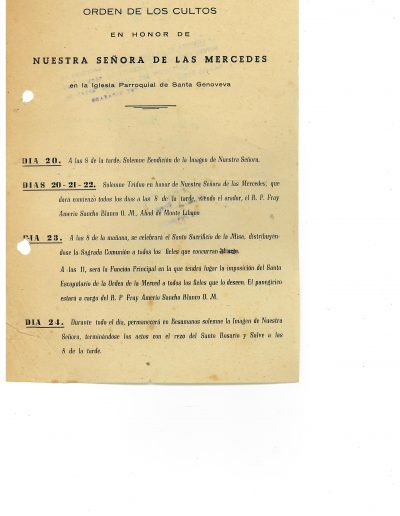 ORDEN DE LOS CULTOS
EN HONOR DE
NUESTRA SEÑORA DE LAS MERCEDES
en la Iglesia Parroquial de Santa Genoveva
DIA 20. A las 8 de la tarde: Solemne Bendición de la Imagen de Nuestra Señora.
DIAS 20-21-22. Solemne Triduo en honor de Nuestra Señora de las Mercedes; que
dará comienzo todos los días a las 8 de la tarde, siendo el orador, el R. P. Fray
Amerio Sancho Blanco O. M., Abad de Monte Líbano
DIA 23. A las 8 de la mañana, se celebrará el Santo Sacrificio de la Misa, distribuyén-
dose la Sagrada Comunión a todos los fieles que concurran
A las 11, será la Función Principal en la que tendrá lugar la imposición del Santo
Escapulario de la Orden de la Merced a todos los fieles que lo deseen. El panegírico
estará a cargo del R. P Fray Amerio Sancho Blanco O. M.
DIA 24. Durante todo el día, permanecerá en Besamanos solemne la Imagen de Nuestra
Señora, terminándose los actos con el rezo del Santo Rosario y Salve a las
8 de la tarde.